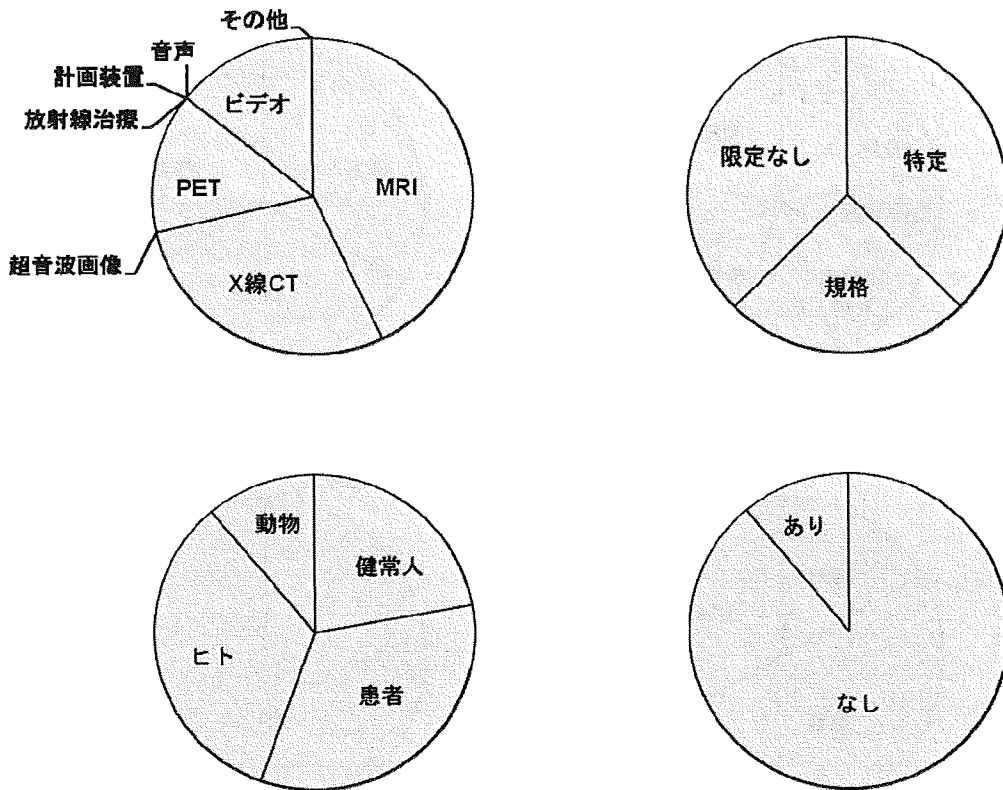 その他
音声
計画装置
放射線治療
ビデオ
PET
MRI
超音波画像
X線CT
限定なし
特定
規格
動物
健常人
ヒト
患者
あり
なし